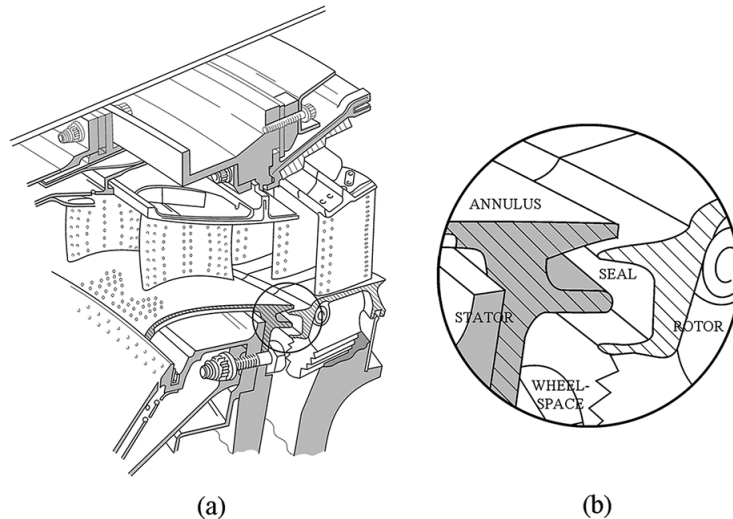 ANNULUS
SEAL
STATOR
ROTOR
WHEEL-
SPACE
(a)
(b)